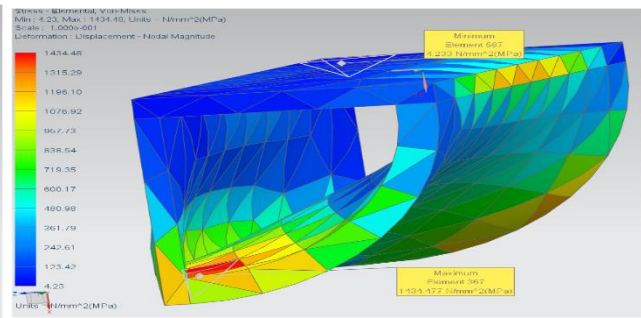 Stress - Elemental, Von-Mises
Min : 4.23, Max : 1434.48, Units = N/mm^2(MPa)
Scale : 1.000e-001
Deformation : Displacement - Nodal Magnitude
1434.48
1315.29
1196.10
1076.92
957.73
838.54
719.35
600.17
480.98
361.79
242.61
123.42
4.23
Units = N/mm^2(MPa)
Minimum
Element 587
4.233 N/mm^2(MPa)
Maximum
Element 367
1434.477 N/mm^2(MPa)